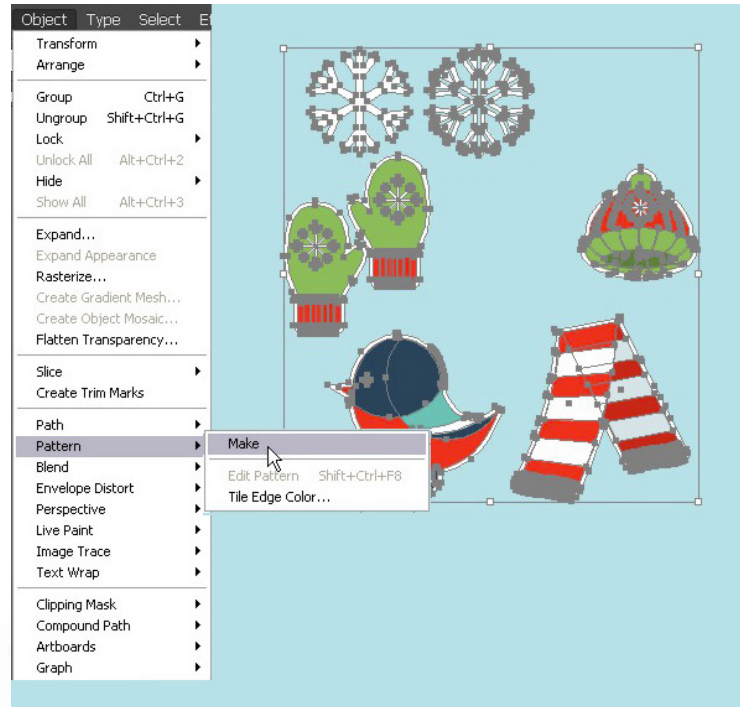 Object Type Select Ef
Transform
Arrange
Group Ctrl+G
Ungroup Shift+Ctrl+G
Lock
Unlock All Alt+Ctrl+2
Hide
Show All Alt+Ctrl+3
Expand...
Expand Appearance
Rasterize...
Create Gradient Mesh...
Create Object Mosaic...
Flatten Transparency...
Slice
Create Trim Marks
Path
Pattern
Make
Blend
Edit Pattern Shift+Ctrl+F8
Envelope Distort
Tile Edge Color...
Perspective
Live Paint
Image Trace
Text Wrap
Clipping Mask
Compound Path
Artboards
Graph